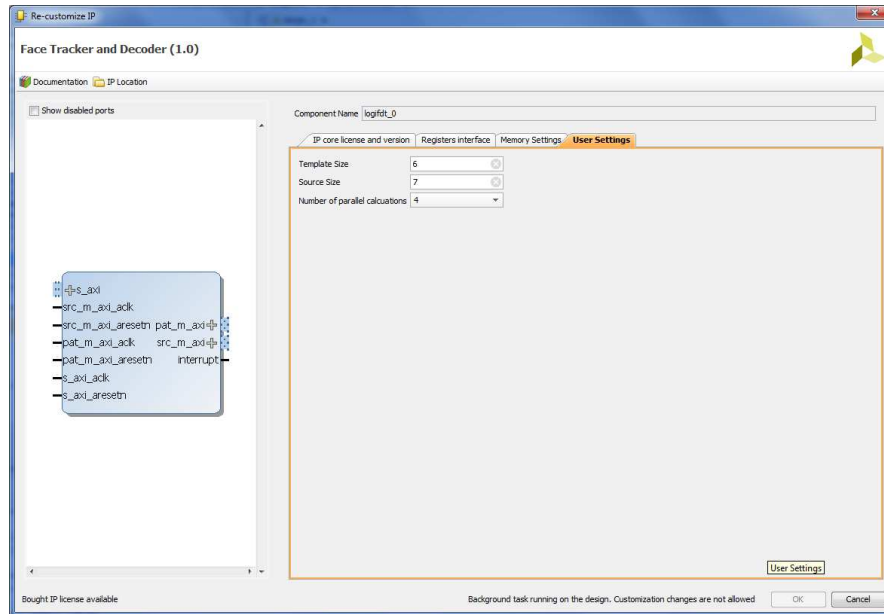 Re-customize IP
Face Tracker and Decoder (1.0)
Documentation IP Location
Show disabled ports
Component Name logifdt_0
IP core license and version Registers interface Memory Settings User Settings
Template Size 6
Source Size 7
Number of parallel calcuations 4
s_axi
src_m_axi_aclk
src_m_axi_aresetn pat_m_axi
pat_m_axi_aclk src_m_axi
pat_m_axi_aresetn interrupt
s_axi_aclk
s_axi_aresetn
User Settings
Bought IP license available Background task running on the design. Customization changes are not allowed OK Cancel